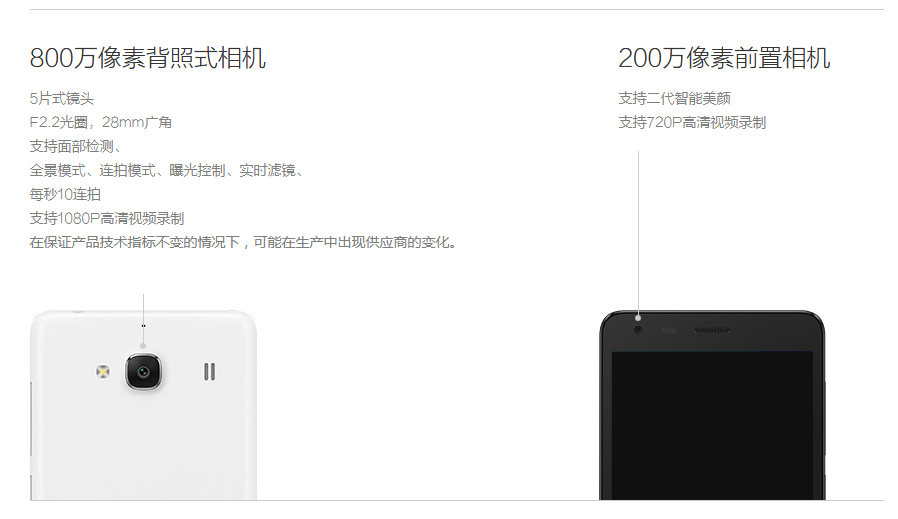 800万像素背照式相机
5片式镜头
F2.2光圈，28mm广角
支持面部检测、
全景模式、连拍模式、曝光控制、实时滤镜、
每秒10连拍
支持1080P高清视频录制
在保证产品技术指标不变的情况下，可能在生产中出现供应商的变化。
200万像素前置相机
支持二代智能美颜
支持720P高清视频录制